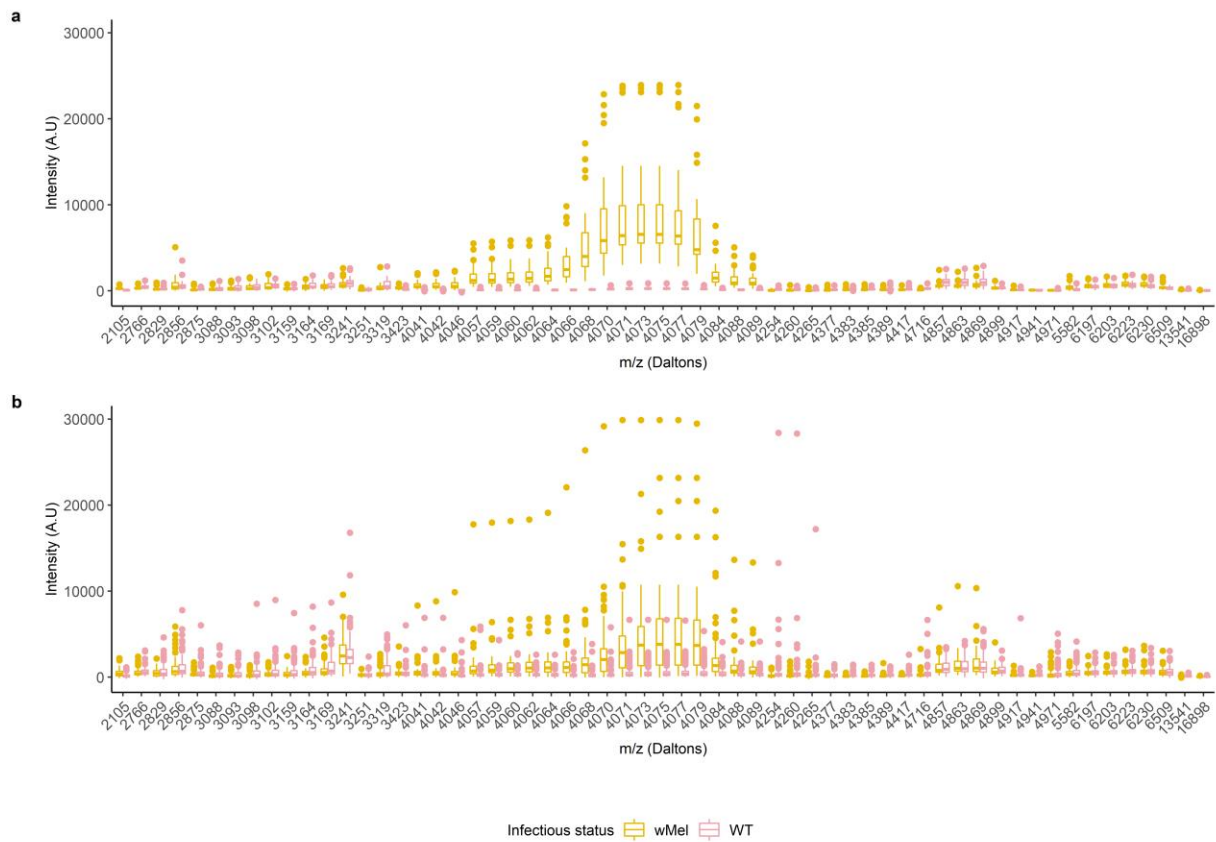 a
30000
20000
10000
0
Intensity (A.U)
2105 2766 2829 2856 2875 3088 3093 3098 3102 3159 3164 3169 3241 3251 3319 3423 4041 4042 4046 4057 4059 4060 4062 4064 4066 4068 4070 4071 4073 4075 4077 4079 4084 4088 4089 4254 4260 4265 4377 4383 4385 4389 4417 4716 4857 4863 4869 4899 4917 4941 4971 5582 6197 6203 6223 6230 6509 13541 16898
m/z (Daltons)
b
30000
20000
10000
0
Intensity (A.U)
2105 2766 2829 2856 2875 3088 3093 3098 3102 3159 3164 3169 3241 3251 3319 3423 4041 4042 4046 4057 4059 4060 4062 4064 4066 4068 4070 4071 4073 4075 4077 4079 4084 4088 4089 4254 4260 4265 4377 4383 4385 4389 4417 4716 4857 4863 4869 4899 4917 4941 4971 5582 6197 6203 6223 6230 6509 13541 16898
m/z (Daltons)
Infectious status wMel WT